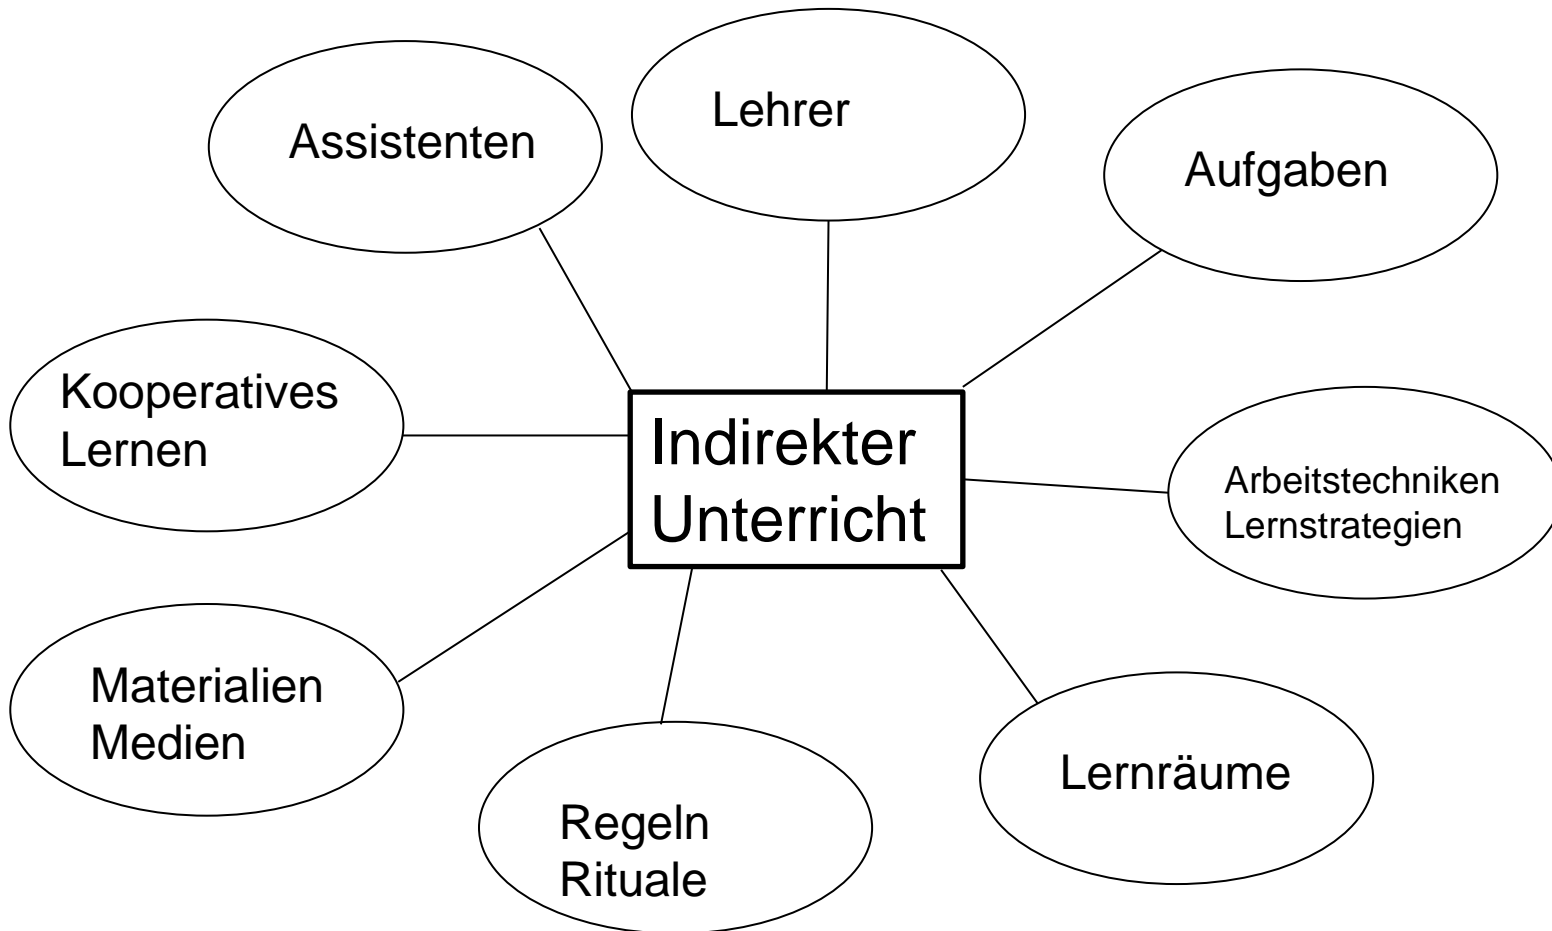 Lehrer
Assistenten
Aufgaben
Kooperatives
Lernen
Indirekter
Unterricht
Arbeitstechniken
Lernstrategien
Materialien
Medien
Regeln
Rituale
Lernräume